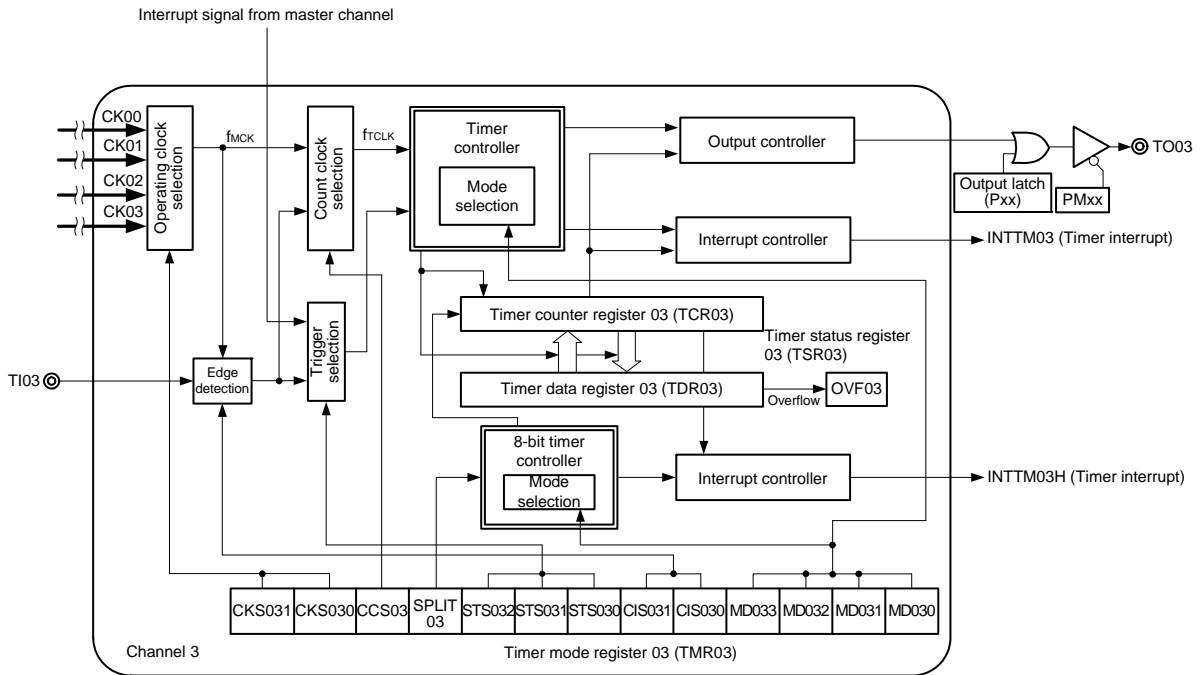 Interrupt signal from master channel
CK00
CK01
CK02
CK03
Operating clock
selection
fMCK
Count clock
selection
fTCLK
Timer
controller
Mode
selection
Output controller
Output latch
(Pxx)
PMxx
TO03
Interrupt controller
INTTM03 (Timer interrupt)
Trigger
selection
Timer counter register 03 (TCR03)
Timer status register
03 (TSR03)
TI03
Edge
detection
Timer data register 03 (TDR03)
Overflow
OVF03
8-bit timer
controller
Mode
selection
Interrupt controller
INTTM03H (Timer interrupt)
CKS031
CKS030
CCS03
SPLIT
03
STS032
STS031
STS030
CIS031
CIS030
MD033
MD032
MD031
MD030
Channel 3
Timer mode register 03 (TMR03)